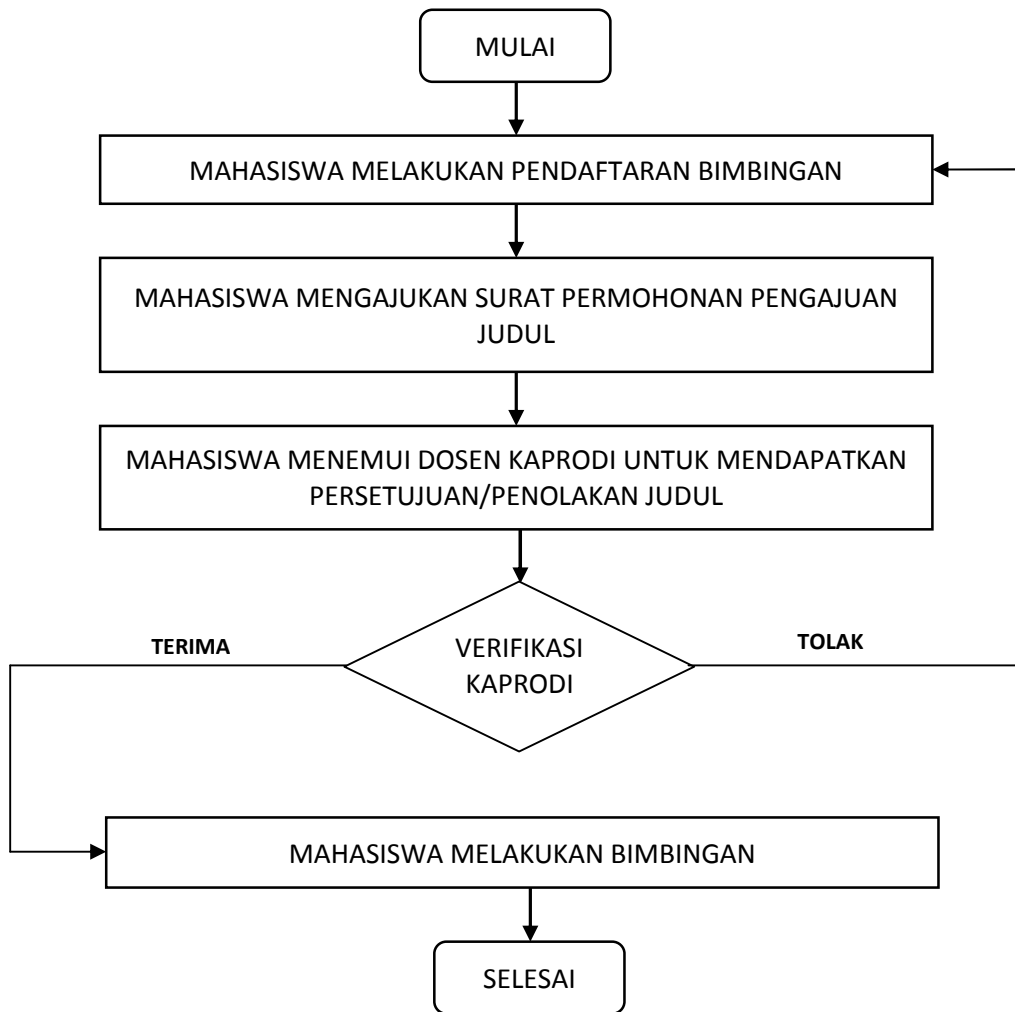 MULAI
MAHASISWA MELAKUKAN PENDAFTARAN BIMBINGAN
MAHASISWA MENGAJUKAN SURAT PERMOHONAN PENGAJUAN
JUDUL
MAHASISWA MENEMUI DOSEN KAPRODI UNTUK MENDAPATKAN
PERSETUJUAN/PENOLAKAN JUDUL
TERIMA
VERIFIKASI
KAPRODI
TOLAK
MAHASISWA MELAKUKAN BIMBINGAN
SELESAI